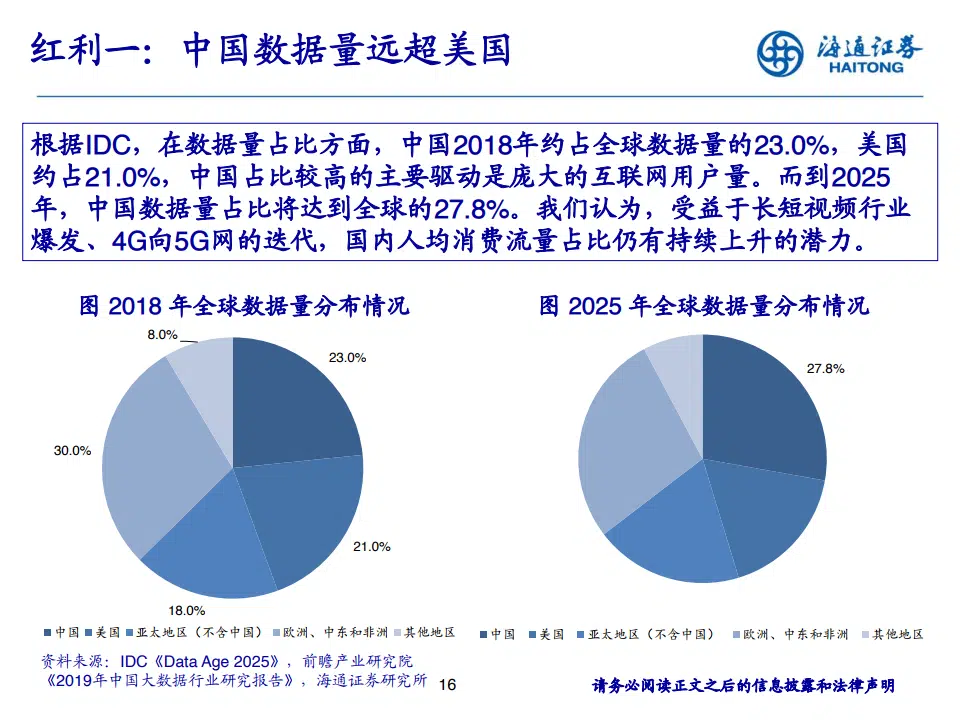 红利一：中国数据量远超美国
海通证券
HAITONG
根据IDC，在数据量占比方面，中国2018年约占全球数据量的23.0%，美国
约占21.0%，中国占比较高的主要驱动是庞大的互联网用户量。而到2025
年，中国数据量占比将达到全球的27.8%。我们认为，受益于长短视频行业
爆发、4G向5G网的迭代，国内人均消费流量占比仍有持续上升的潜力。
图 2018 年全球数据量分布情况
8.0%
23.0%
30.0%
21.0%
18.0%
中国 美国 亚太地区（不含中国） 欧洲、中东和非洲 其他地区
图 2025 年全球数据量分布情况
27.8%
中国 美国 亚太地区（不含中国） 欧洲、中东和非洲 其他地区
资料来源：IDC《Data Age 2025》，前瞻产业研究院
《2019年中国大数据行业研究报告》，海通证券研究所
16
请务必阅读正文之后的信息披露和法律声明